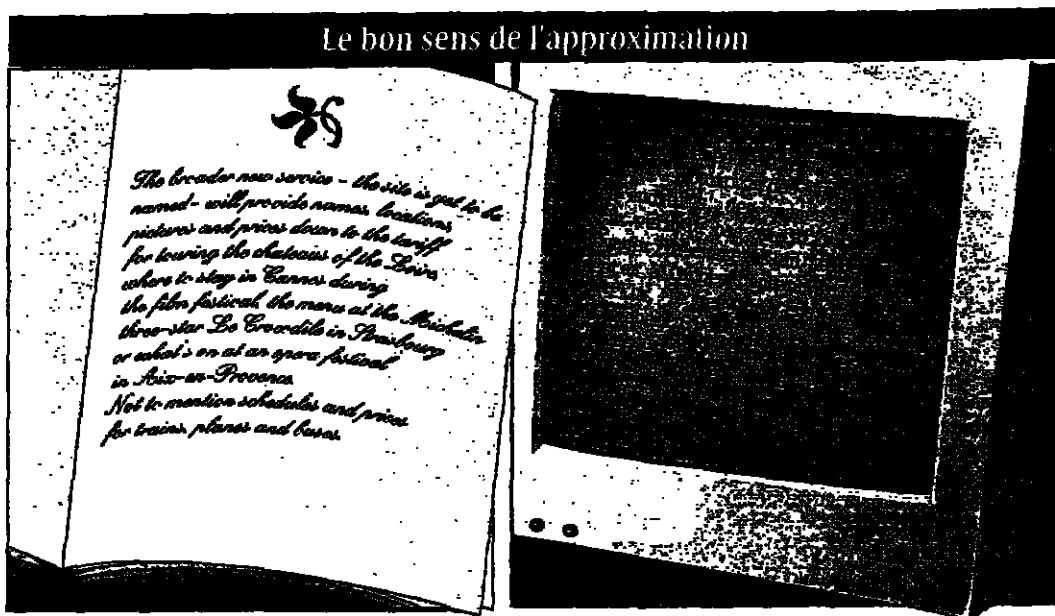 Le bon sens de l'approximation
The broader new service - the site is yet to be
named - will provide names, locations,
pictures and prices down to the tariff
for touring the chateaus of the Loire,
where to stay in Cannes during
the film festival, the menu at the Michelin
three-star Le Crocodile in Strasbourg
or what's on at an opera festival
in Aix-en-Provence.
Not to mention schedules and prices
for trains, planes and buses.